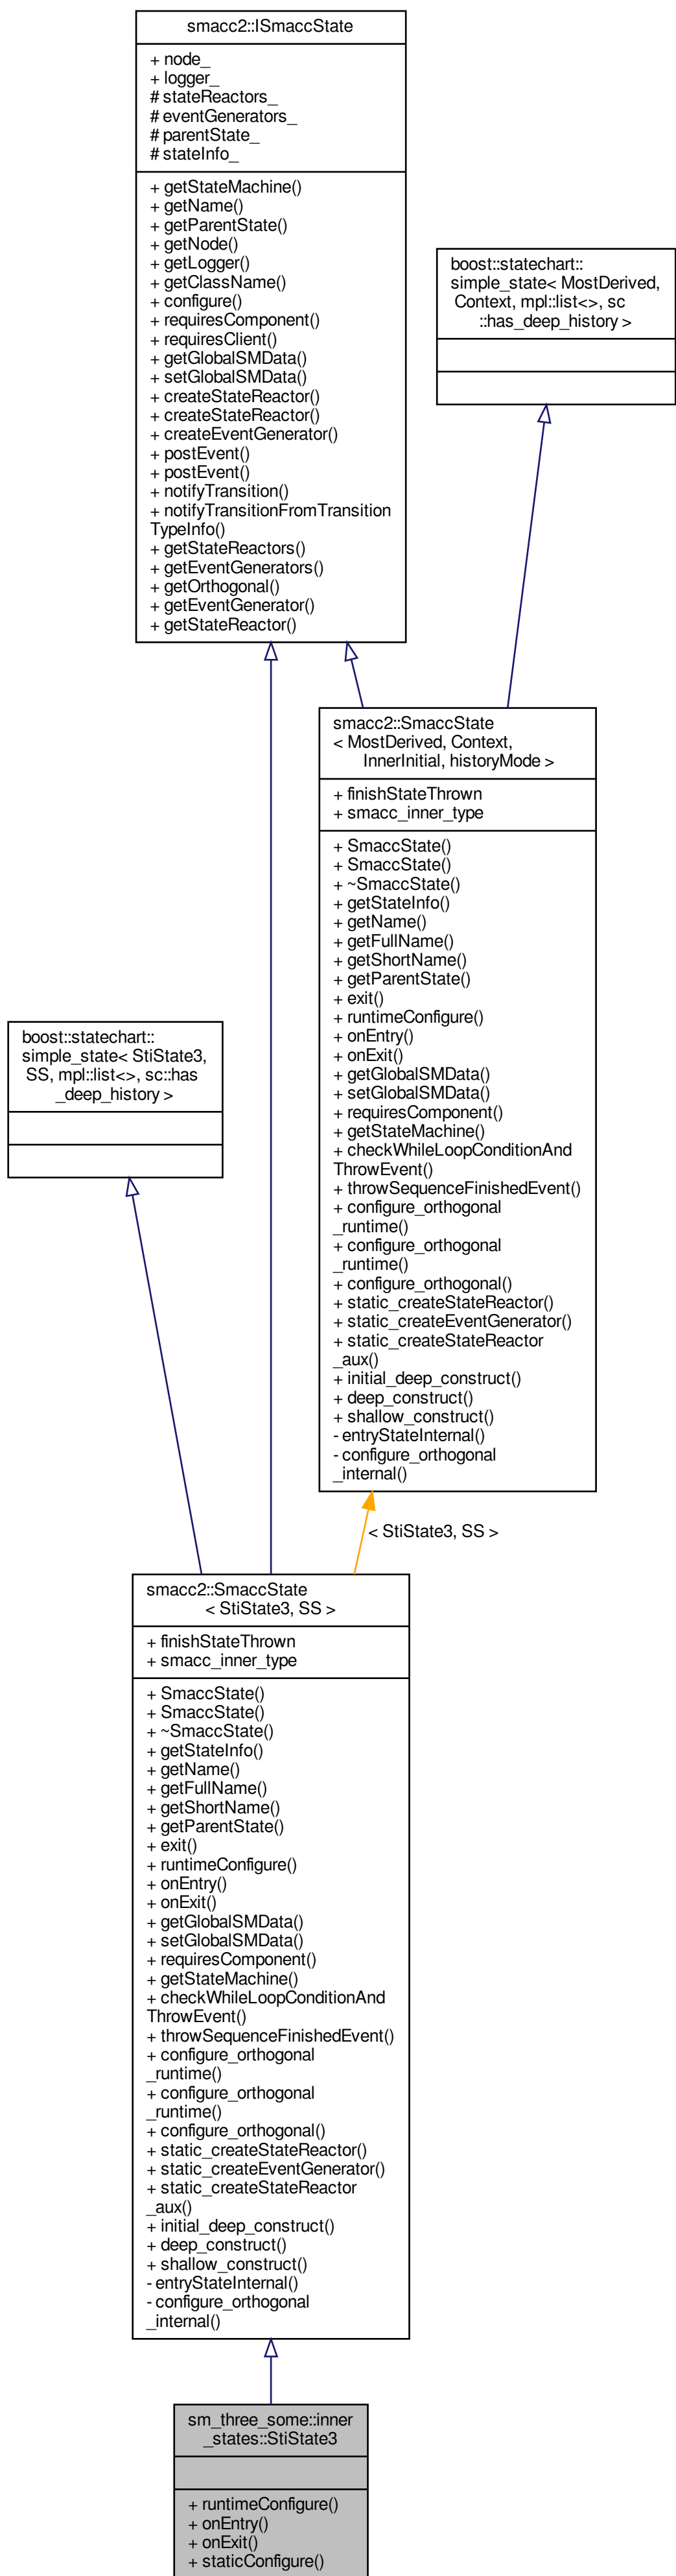 smacc2::ISmaccState
+ node_
+ logger_
# stateReactors_
# eventGenerators_
# parentState_
# stateInfo_
+ getStateMachine()
+ getName()
+ getParentState()
+ getNode()
+ getLogger()
+ getClassName()
+ configure()
+ requiresComponent()
+ requiresClient()
+ getGlobalSMData()
+ setGlobalSMData()
+ createStateReactor()
+ createStateReactor()
+ createEventGenerator()
+ postEvent()
+ postEvent()
+ notifyTransition()
+ notifyTransitionFromTransition
TypeInfo()
+ getStateReactors()
+ getEventGenerators()
+ getOrthogonal()
+ getEventGenerator()
+ getStateReactor()
boost::statechart::
simple_state< MostDerived,
Context, mpl::list<>, sc
::has_deep_history >
smacc2::SmaccState
< MostDerived, Context,
InnerInitial, historyMode >
+ finishStateThrown
+ smacc_inner_type
+ SmaccState()
+ SmaccState()
+ ~SmaccState()
+ getStateInfo()
+ getName()
+ getFullName()
+ getShortName()
+ getParentState()
+ exit()
+ runtimeConfigure()
+ onEntry()
+ onExit()
+ getGlobalSMData()
+ setGlobalSMData()
+ requiresComponent()
+ getStateMachine()
+ checkWhileLoopConditionAnd
ThrowEvent()
+ throwSequenceFinishedEvent()
+ configure_orthogonal
_runtime()
+ configure_orthogonal
_runtime()
+ configure_orthogonal()
+ static_createStateReactor()
+ static_createEventGenerator()
+ static_createStateReactor
_aux()
+ initial_deep_construct()
+ deep_construct()
+ shallow_construct()
- entryStateInternal()
- configure_orthogonal
_internal()
boost::statechart::
simple_state< StiState3,
SS, mpl::list<>, sc::has
_deep_history >
< StiState3, SS >
smacc2::SmaccState
< StiState3, SS >
+ finishStateThrown
+ smacc_inner_type
+ SmaccState()
+ SmaccState()
+ ~SmaccState()
+ getStateInfo()
+ getName()
+ getFullName()
+ getShortName()
+ getParentState()
+ exit()
+ runtimeConfigure()
+ onEntry()
+ onExit()
+ getGlobalSMData()
+ setGlobalSMData()
+ requiresComponent()
+ getStateMachine()
+ checkWhileLoopConditionAnd
ThrowEvent()
+ throwSequenceFinishedEvent()
+ configure_orthogonal
_runtime()
+ configure_orthogonal
_runtime()
+ configure_orthogonal()
+ static_createStateReactor()
+ static_createEventGenerator()
+ static_createStateReactor
_aux()
+ initial_deep_construct()
+ deep_construct()
+ shallow_construct()
- entryStateInternal()
- configure_orthogonal
_internal()
sm_three_some::inner
_states::StiState3
+ runtimeConfigure()
+ onEntry()
+ onExit()
+ staticConfigure()